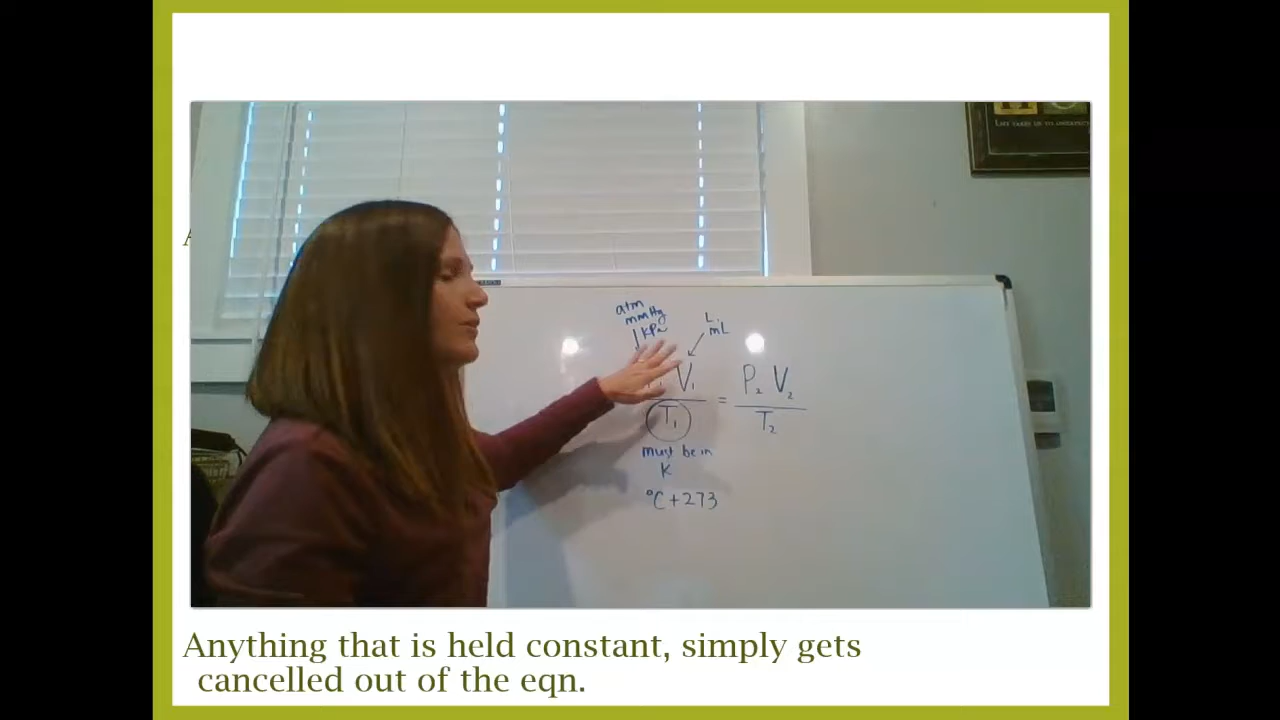 atm
mmHg
kPa
L,
mL
V₁ = P₂ V₂
T₁ T₂
must be in
K
°C + 273
Anything that is held constant, simply gets
cancelled out of the eqn.